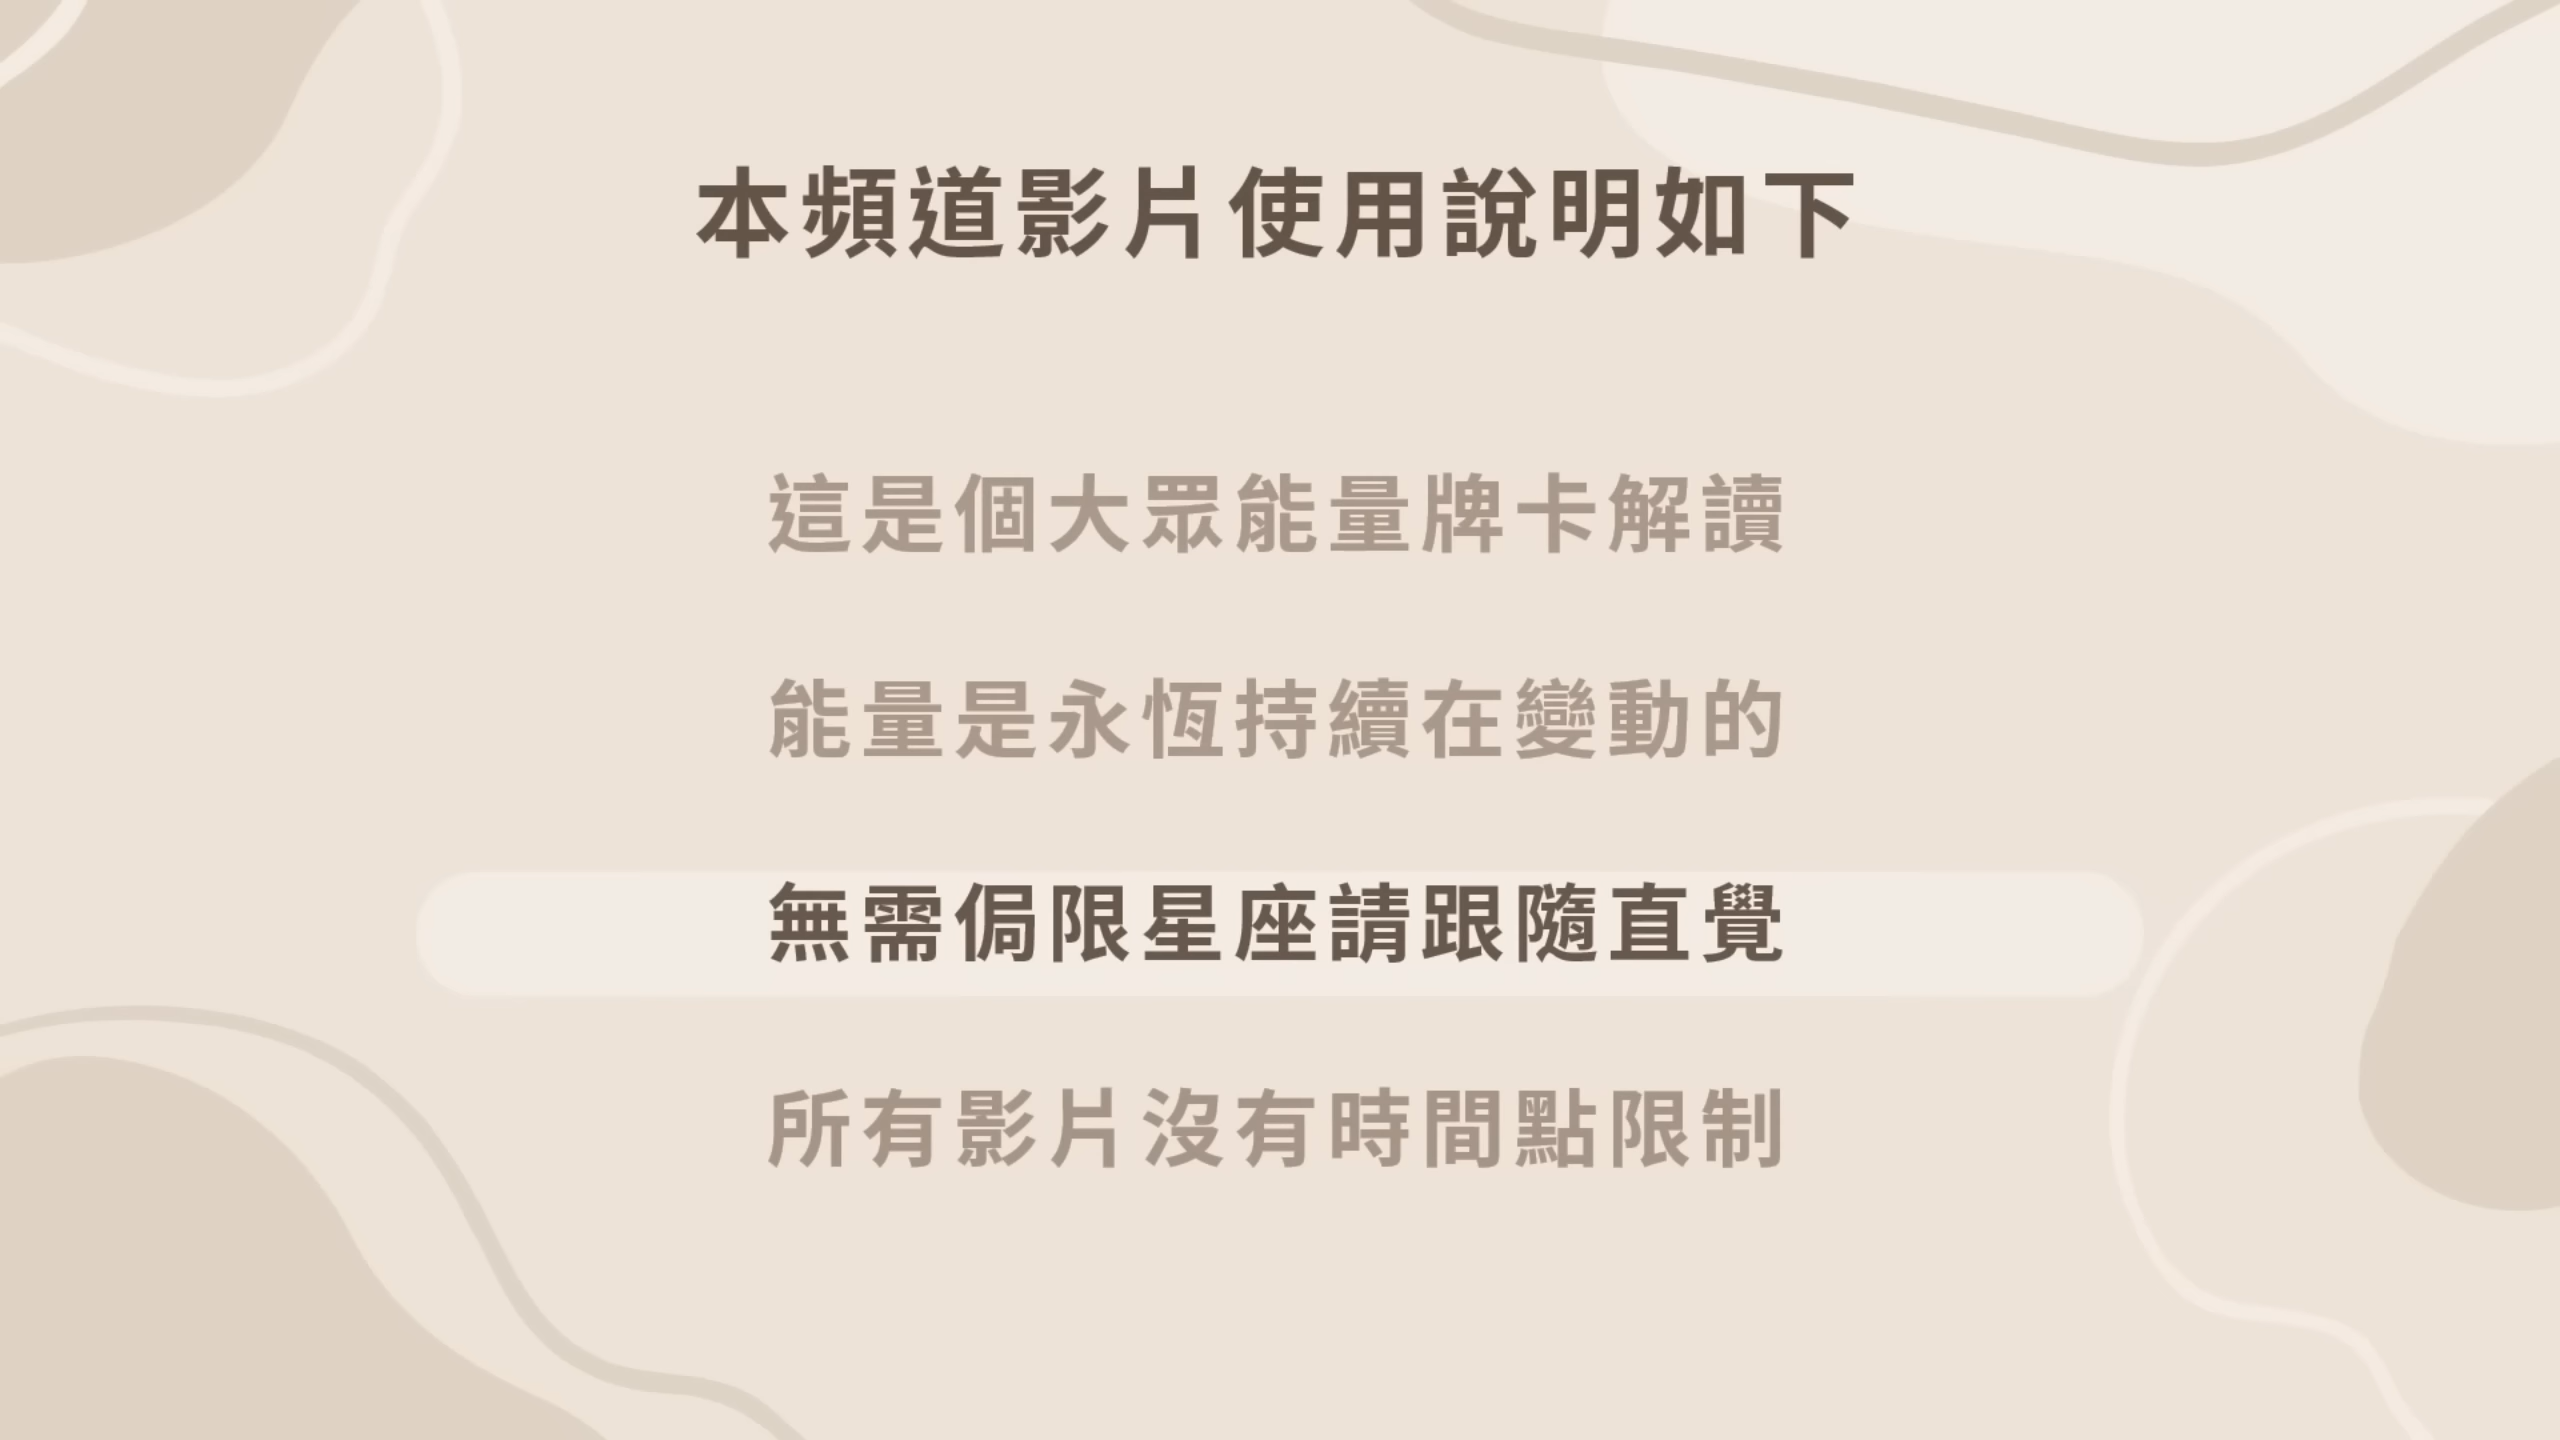 本頻道影片使用說明如下
這是個大眾能量牌卡解讀
能量是永恆持續在變動的
無需侷限星座請跟隨直覺
所有影片沒有時間點限制